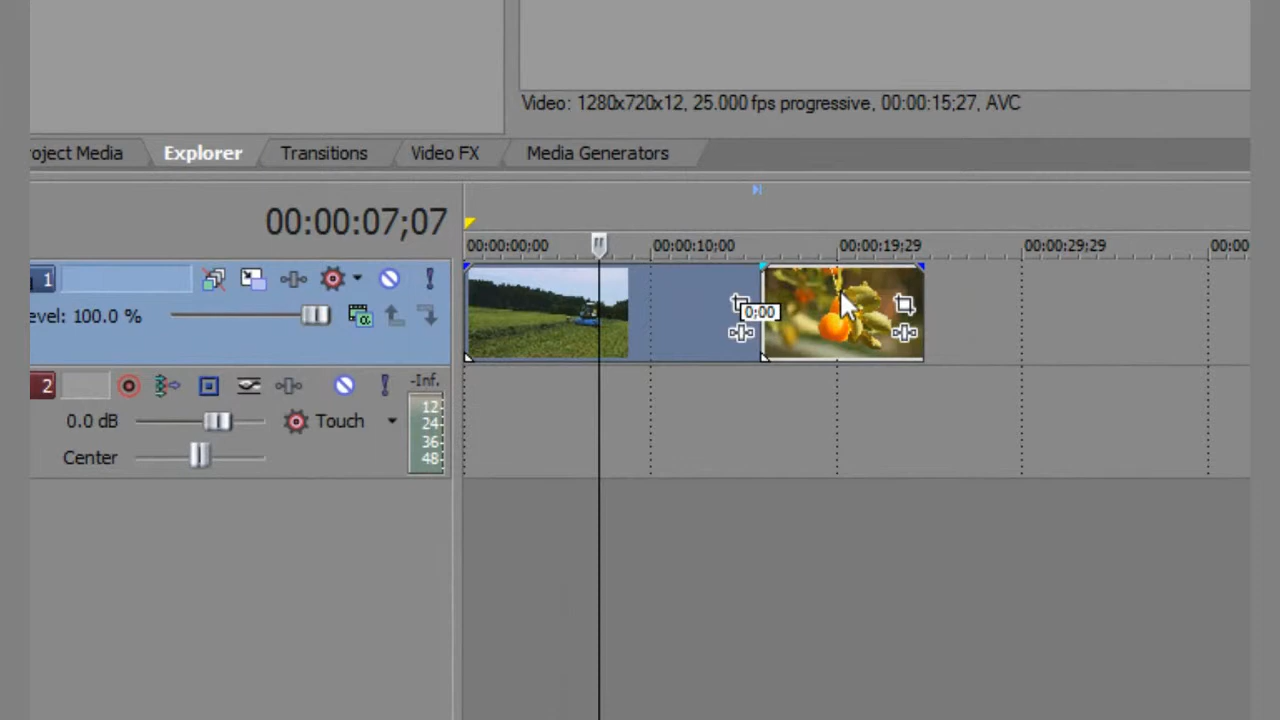 Video: 1280x720x12, 25.000 fps progressive, 00:00:15;27, AVC
roject Media Explorer Transitions Video FX Media Generators
00:00:07;07
00:00:00;00 00:00:10;00 00:00:19;29 00:00:29;29 00:00
1
0;00
evel: 100.0 %
2 -Inf.
12
0.0 dB Touch 24
36
Center 48